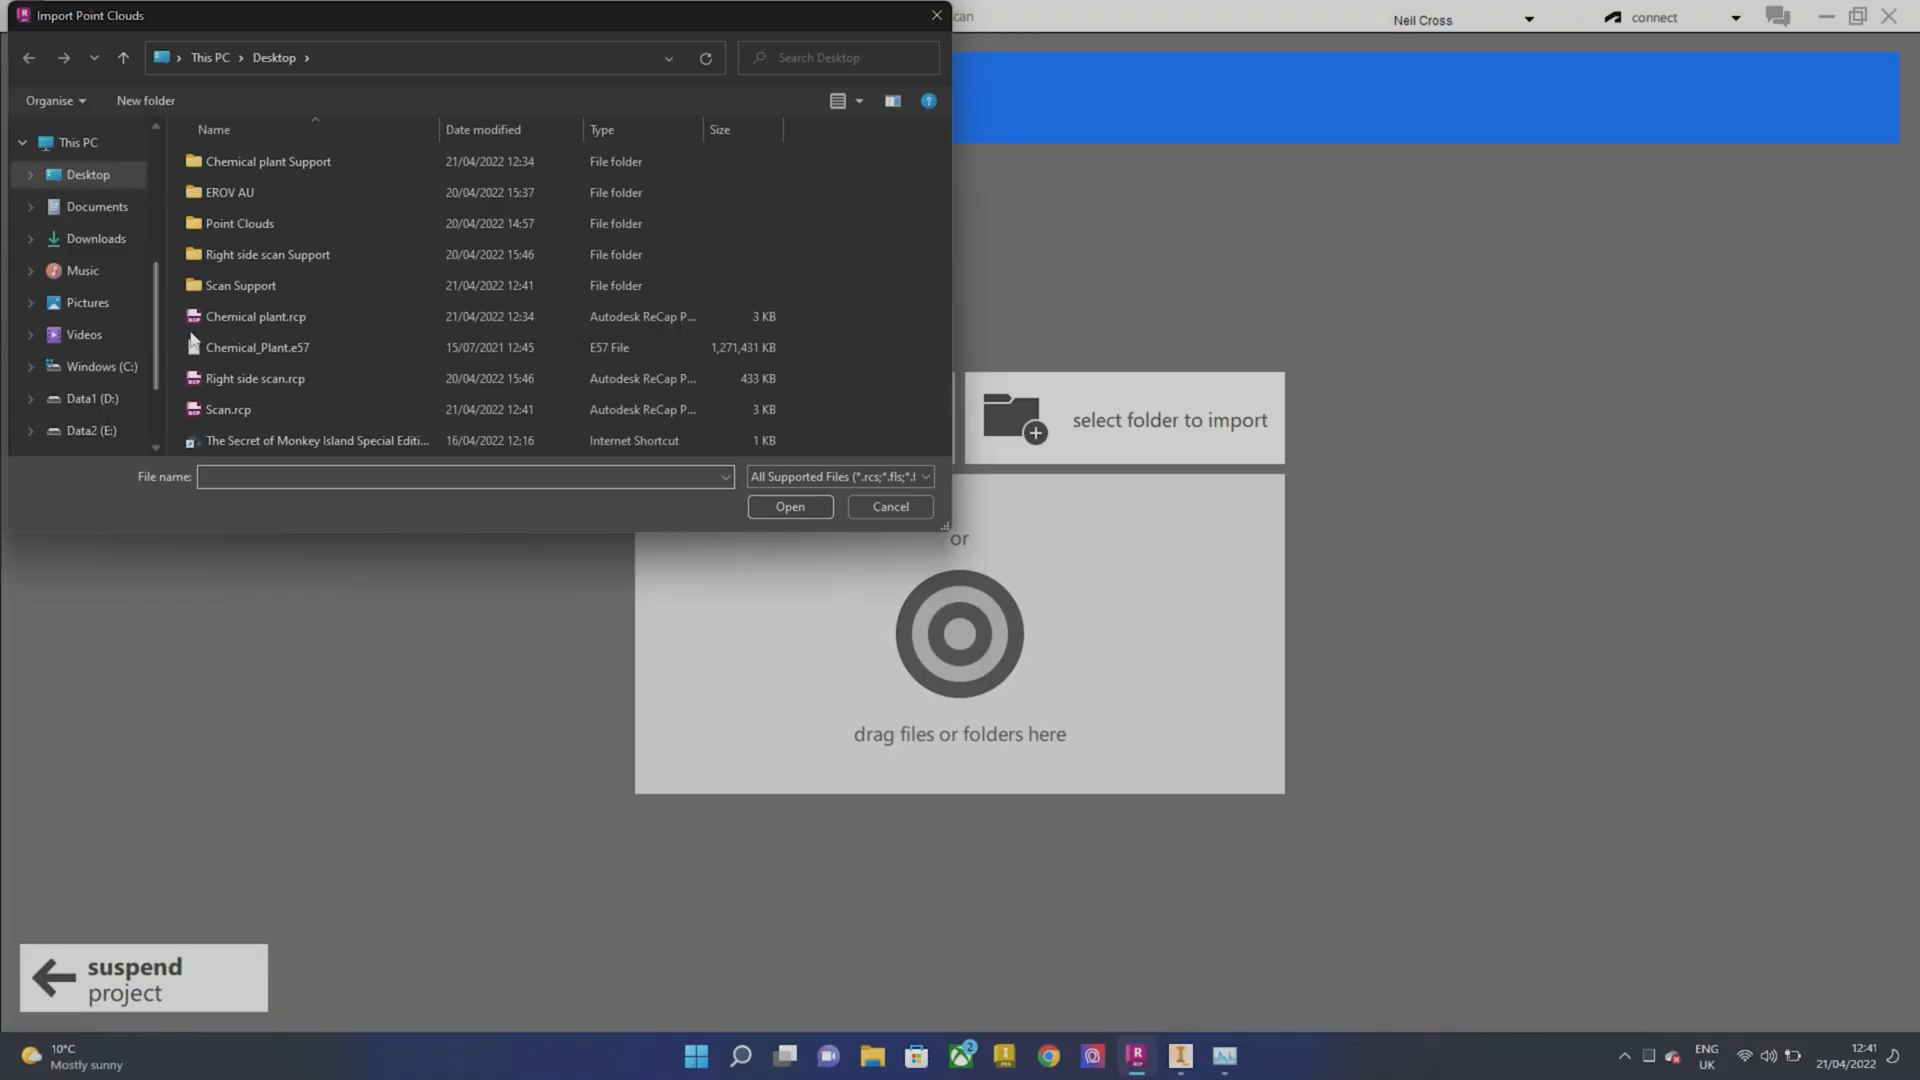 Import Point Clouds
can
Neil Cross
connect
This PC
Desktop
Search Desktop
Organise
New folder
Name
Date modified
Type
Size
This PC
Desktop
Documents
Downloads
Music
Pictures
Videos
Windows (C:)
Data1 (D:)
Data2 (E:)
Chemical plant Support 21/04/2022 12:34 File folder
EROV AU 20/04/2022 15:37 File folder
Point Clouds 20/04/2022 14:57 File folder
Right side scan Support 20/04/2022 15:46 File folder
Scan Support 21/04/2022 12:41 File folder
Chemical plant.rcp 21/04/2022 12:34 Autodesk ReCap P... 3 KB
Chemical_Plant.e57 15/07/2021 12:45 E57 File 1,271,431 KB
Right side scan.rcp 20/04/2022 15:46 Autodesk ReCap P... 433 KB
Scan.rcp 21/04/2022 12:41 Autodesk ReCap P... 3 KB
The Secret of Monkey Island Special Editi... 16/04/2022 12:16 Internet Shortcut 1 KB
File name:
All Supported Files (*.rcs;*.fls;*.f
Open
Cancel
select folder to import
or
drag files or folders here
suspend
project
10°C
Mostly sunny
2
ENG
UK
12:41
21/04/2022